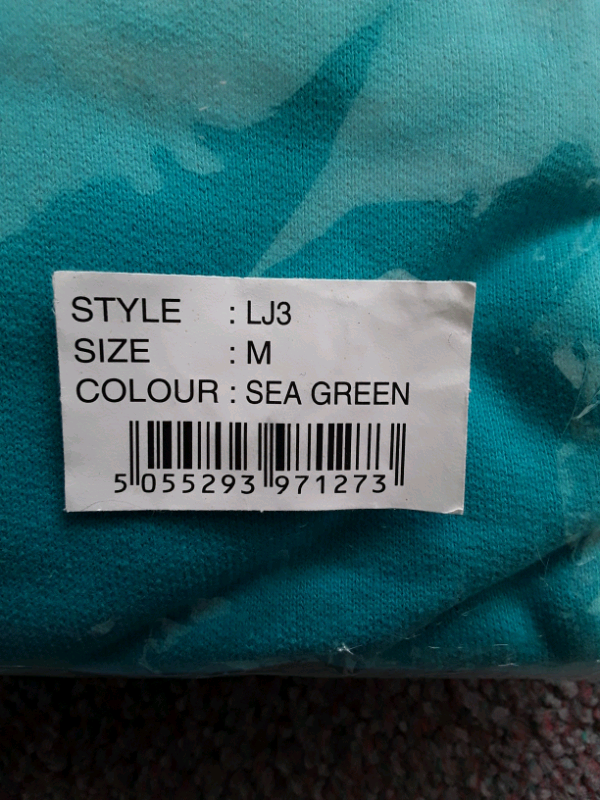 STYLE : LJ3
SIZE : M
COLOUR : SEA GREEN
5 055293 971273